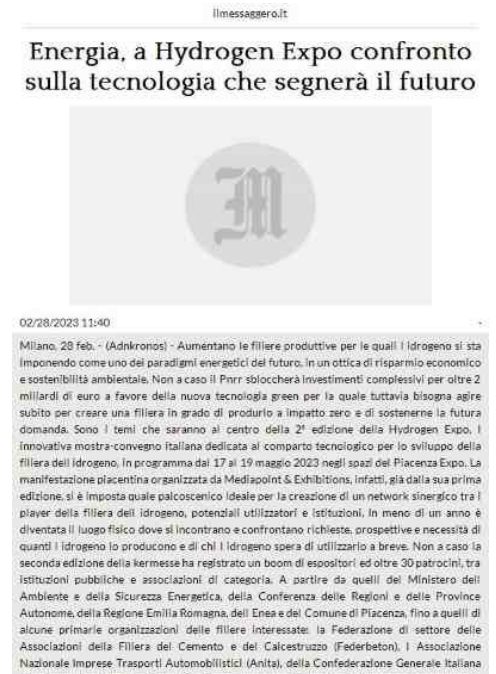 ilmessaggero.it
Energia, a Hydrogen Expo confronto
sulla tecnologia che segnerà il futuro
M
02/28/2023 11:40
-
Milano, 28 feb. - (Adnkronos) - Aumentano le filiere produttive per le quali l idrogeno si sta
imponendo come uno dei paradigmi energetici del futuro, in un ottica di risparmio economico
e sostenibilità ambientale. Non a caso il Pnrr sbloccherà investimenti complessivi per oltre 2
miliardi di euro a favore della nuova tecnologia green per la quale tuttavia bisogna agire
subito per creare una filiera in grado di produrlo a impatto zero e di sostenerne la futura
domanda. Sono i temi che saranno al centro della 2ª edizione della Hydrogen Expo, l
innovativa mostra-convegno italiana dedicata al comparto tecnologico per lo sviluppo della
filiera dell idrogeno, in programma dal 17 al 19 maggio 2023 negli spazi del Piacenza Expo. La
manifestazione piacentina organizzata da Mediapoint & Exhibitions, infatti, già dalla sua prima
edizione, si è imposta quale palcoscenico ideale per la creazione di un network sinergico tra i
player della filiera dell idrogeno, potenziali utilizzatori e istituzioni. In meno di un anno è
diventata il luogo fisico dove si incontrano e confrontano richieste, prospettive e necessità di
quanti l idrogeno lo producono e di chi l idrogeno spera di utilizzarlo a breve. Non a caso la
seconda edizione della kermesse ha registrato un boom di espositori ed oltre 30 patrocini, tra
istituzioni pubbliche e associazioni di categoria. A partire da quelli del Ministero dell
Ambiente e della Sicurezza Energetica, della Conferenza delle Regioni e delle Province
Autonome, della Regione Emilia Romagna, dell Enea e del Comune di Piacenza, fino a quelli di
alcune primarie organizzazioni delle filiere interessate: la Federazione di settore delle
Associazioni della Filiera del Cemento e del Calcestruzzo (Federbeton), l Associazione
Nazionale Imprese Trasporti Automobilistici (Anita), della Confederazione Generale Italiana